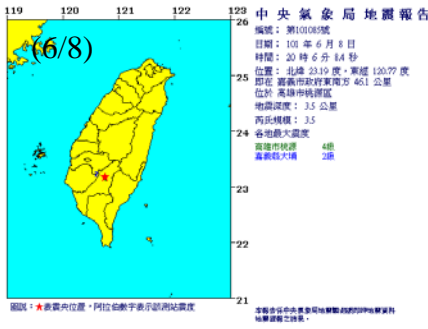 119 120 121 122 123
26
25
24
23
22
21
(6/8)
中央氣象局地震報告
編號： 第101085號
日期： 101 年 6 月 8 日
時間： 20 時 6 分 8.4 秒
位置： 北緯 23.19 度，東經 120.77 度
即在 嘉義市政府東南方 46.1 公里
位於 高雄市桃源區
地震深度： 3.5 公里
芮氏規模： 3.5
各地最大震度
高雄市桃源 4級
嘉義縣大埔 2級
圖說：★表震央位置，阿拉伯數字表示該測站震度
本報告係中央氣象局地震觀測網即時地震資料
地震速報之結果。